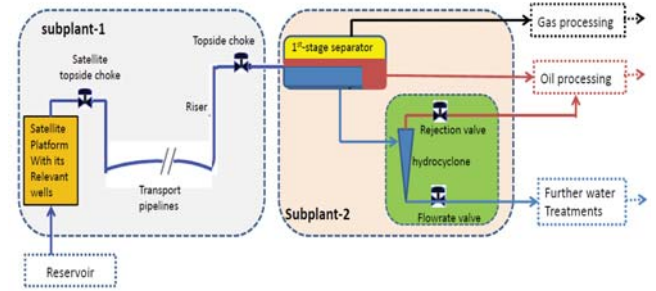 subplant-1
Satellite
topside choke
Topside choke
Riser
Satellite
Platform
With its
Relevant
wells
Transport
pipelines
Reservoir
1st-stage separator
Subplant-2
Rejection valve
hydrocyclone
Flowrate valve
Gas processing
Oil processing
Further water
Treatments